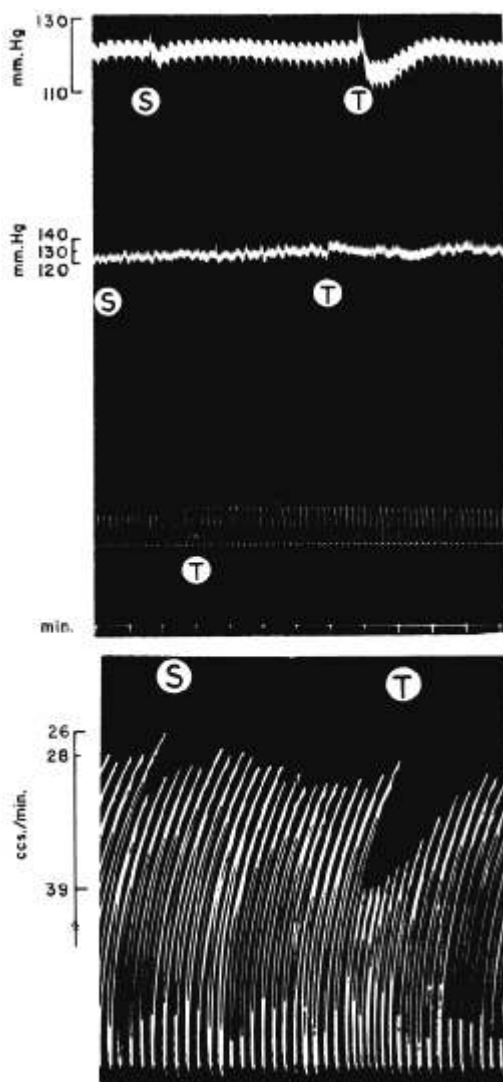 130
mm.Hg
110
S T
140
mm.Hg 130
120
S T
T
min.
S T
26
28
ccs./min.
39